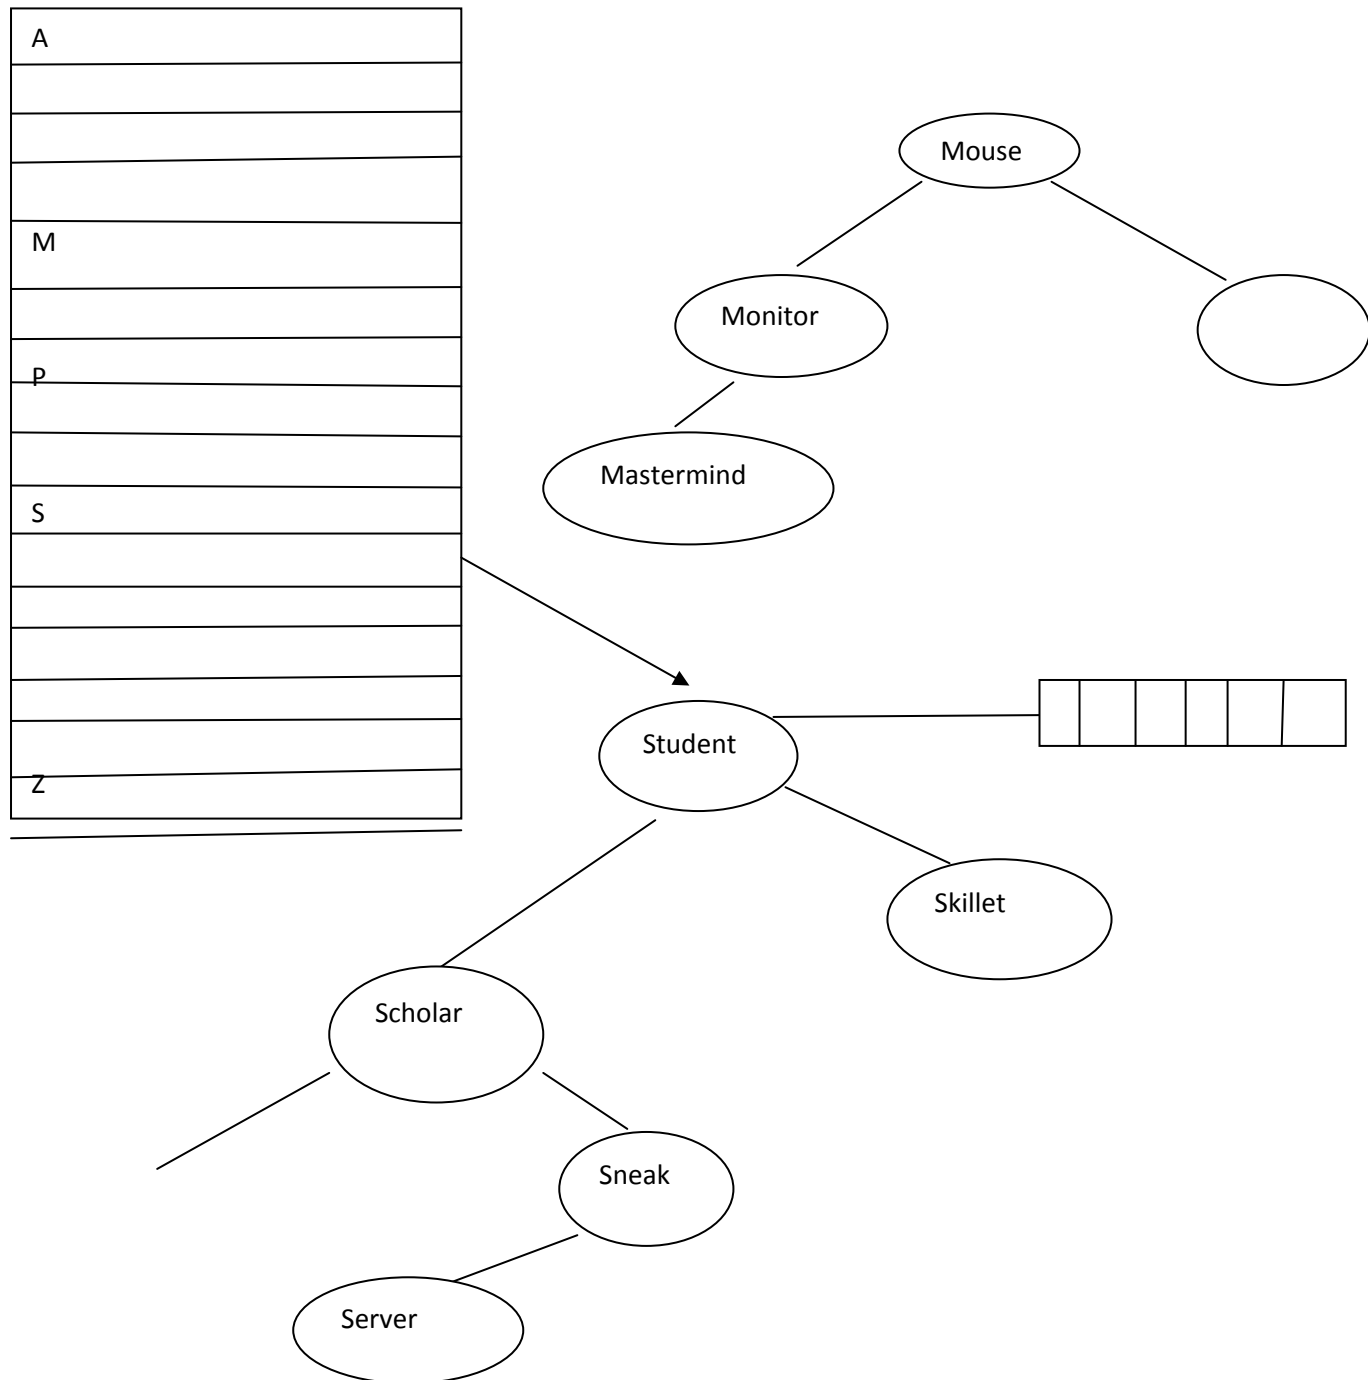 A
M
P
S
Z
Mouse
Monitor
Mastermind
Student
Skillet
Scholar
Sneak
Server